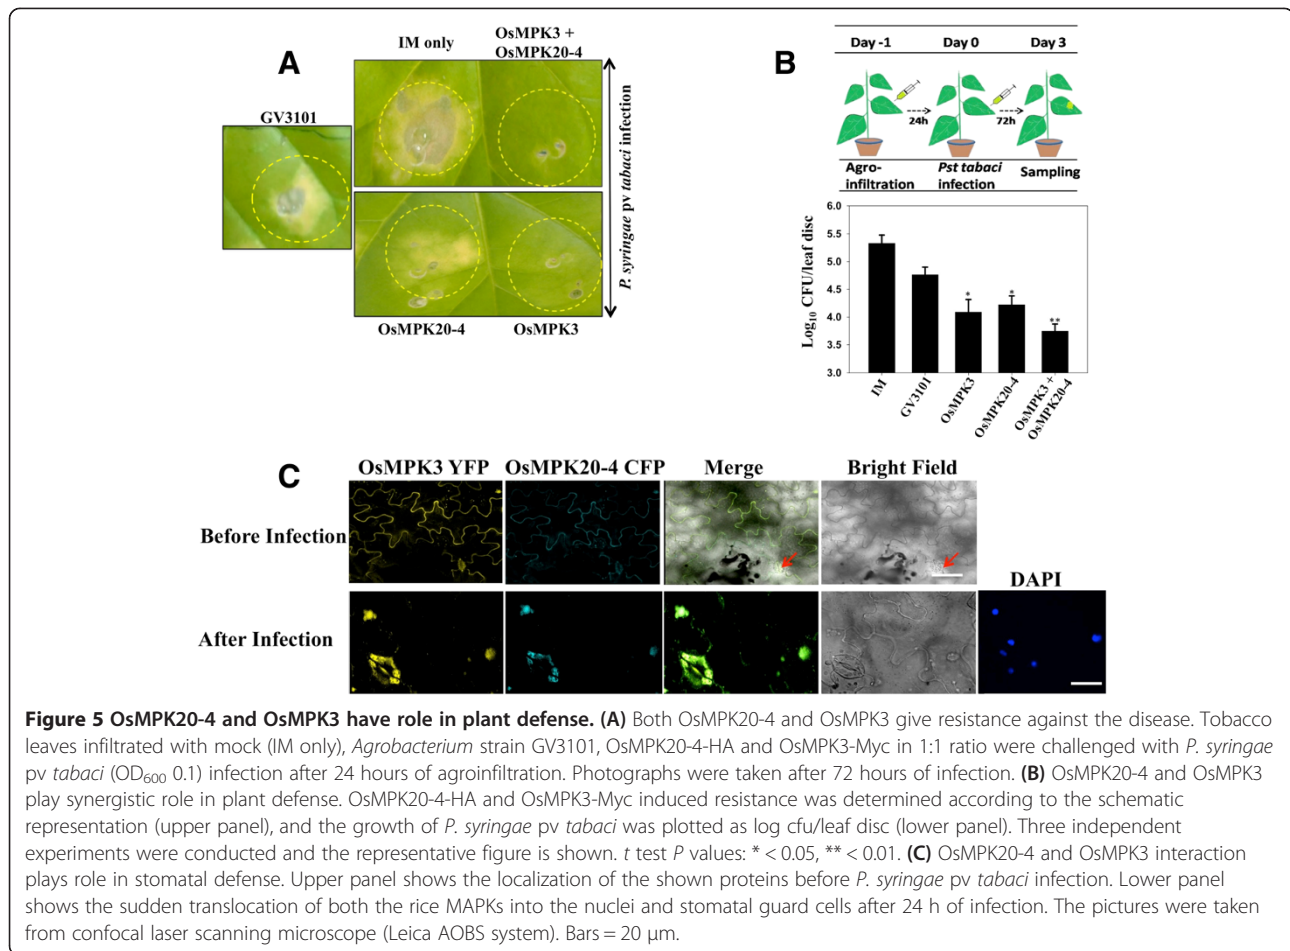 A
IM only
OsMPK3 +
OsMPK20-4
GV3101
P. syringae pv tabaci infection
OsMPK20-4
OsMPK3
B
Day -1
Day 0
Day 3
24h
72h
Agro-
infiltration
Pst tabaci
infection
Sampling
Log10 CFU/leaf disc
6.0
5.5
5.0
4.5
4.0
3.5
3.0
*
*
**
IM
GV3101
OsMPK3
OsMPK20-4
OsMPK3 +
OsMPK20-4
C
OsMPK3 YFP
OsMPK20-4 CFP
Merge
Bright Field
Before Infection
DAPI
After Infection
Figure 5 OsMPK20-4 and OsMPK3 have role in plant defense. (A) Both OsMPK20-4 and OsMPK3 give resistance against the disease. Tobacco
leaves infiltrated with mock (IM only), Agrobacterium strain GV3101, OsMPK20-4-HA and OsMPK3-Myc in 1:1 ratio were challenged with P. syringae
pv tabaci (OD600 0.1) infection after 24 hours of agroinfiltration. Photographs were taken after 72 hours of infection. (B) OsMPK20-4 and OsMPK3
play synergistic role in plant defense. OsMPK20-4-HA and OsMPK3-Myc induced resistance was determined according to the schematic
representation (upper panel), and the growth of P. syringae pv tabaci was plotted as log cfu/leaf disc (lower panel). Three independent
experiments were conducted and the representative figure is shown. t test P values: * < 0.05, ** < 0.01. (C) OsMPK20-4 and OsMPK3 interaction
plays role in stomatal defense. Upper panel shows the localization of the shown proteins before P. syringae pv tabaci infection. Lower panel
shows the sudden translocation of both the rice MAPKs into the nuclei and stomatal guard cells after 24 h of infection. The pictures were taken
from confocal laser scanning microscope (Leica AOBS system). Bars = 20 μm.